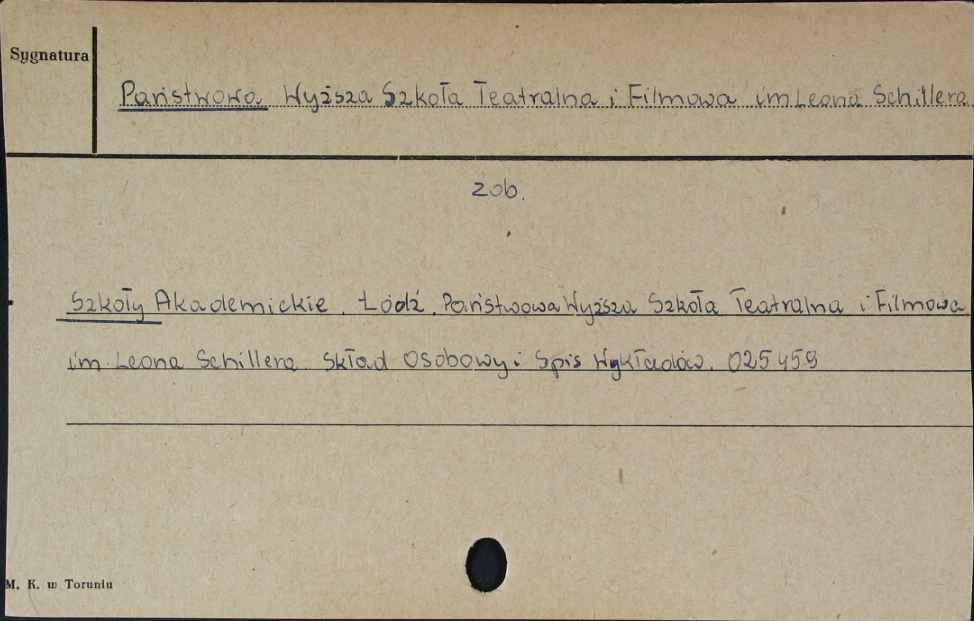 Sygnatura
Państwowa Wyższa Szkoła Teatralna i Filmowa im Leona Schillera
zob.
Szkoły Akademickie. Łódź. Państwowa Wyższa Szkoła Teatralna i Filmowa
im. Leona Schillera Skład Osobowy i Spis Wykładów. 025459
M. K. w Toruniu